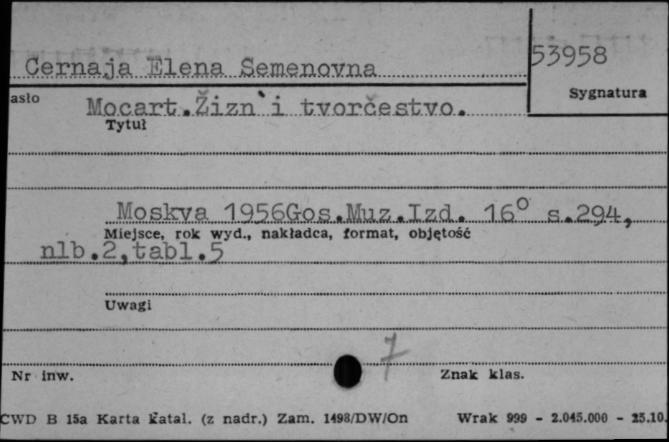 Cernaja Elena Semenovna
53958
Sygnatura
asło
Mocart.Žizn`i tvorčestvo.
Tytuł
Moskva 1956Gos.Muz.Izd. 16° s.294,
Miejsce, rok wyd., nakładca, format, objętość
nlb.2,tabl.5
Uwagi
7
Nr inw.
Znak klas.
CWD B 15a Karta katal. (z nadr.) Zam. 1498/DW/On
Wrak 999 - 2.045.000 - 25.10.